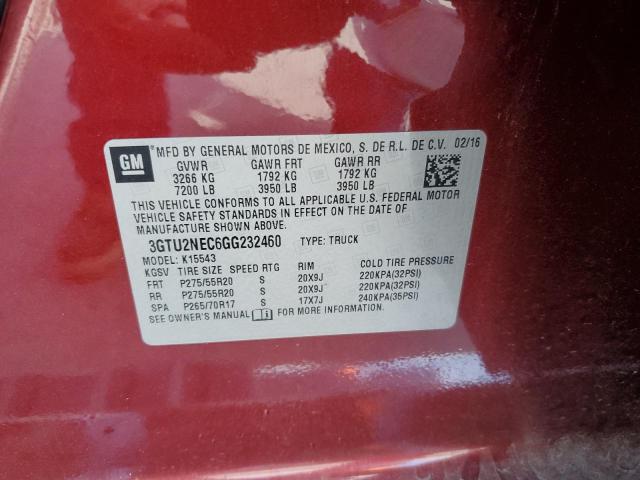 GM MFD BY GENERAL MOTORS DE MEXICO, S. DE R.L. DE C.V. 02/16
GVWR GAWR FRT GAWR RR
3266 KG 1792 KG 1792 KG
7200 LB 3950 LB 3950 LB
THIS VEHICLE CONFORMS TO ALL APPLICABLE U.S. FEDERAL MOTOR
VEHICLE SAFETY STANDARDS IN EFFECT ON THE DATE OF
MANUFACTURE SHOWN ABOVE.
3GTU2NEC6GG232460 TYPE: TRUCK
MODEL: K15543
KGSV TIRE SIZE SPEED RTG RIM COLD TIRE PRESSURE
FRT P275/55R20 S 20X9J 220KPA(32PSI)
RR P275/55R20 S 20X9J 220KPA(32PSI)
SPA P265/70R17 S 17X7J 240KPA(35PSI)
SEE OWNER'S MANUAL FOR MORE INFORMATION.